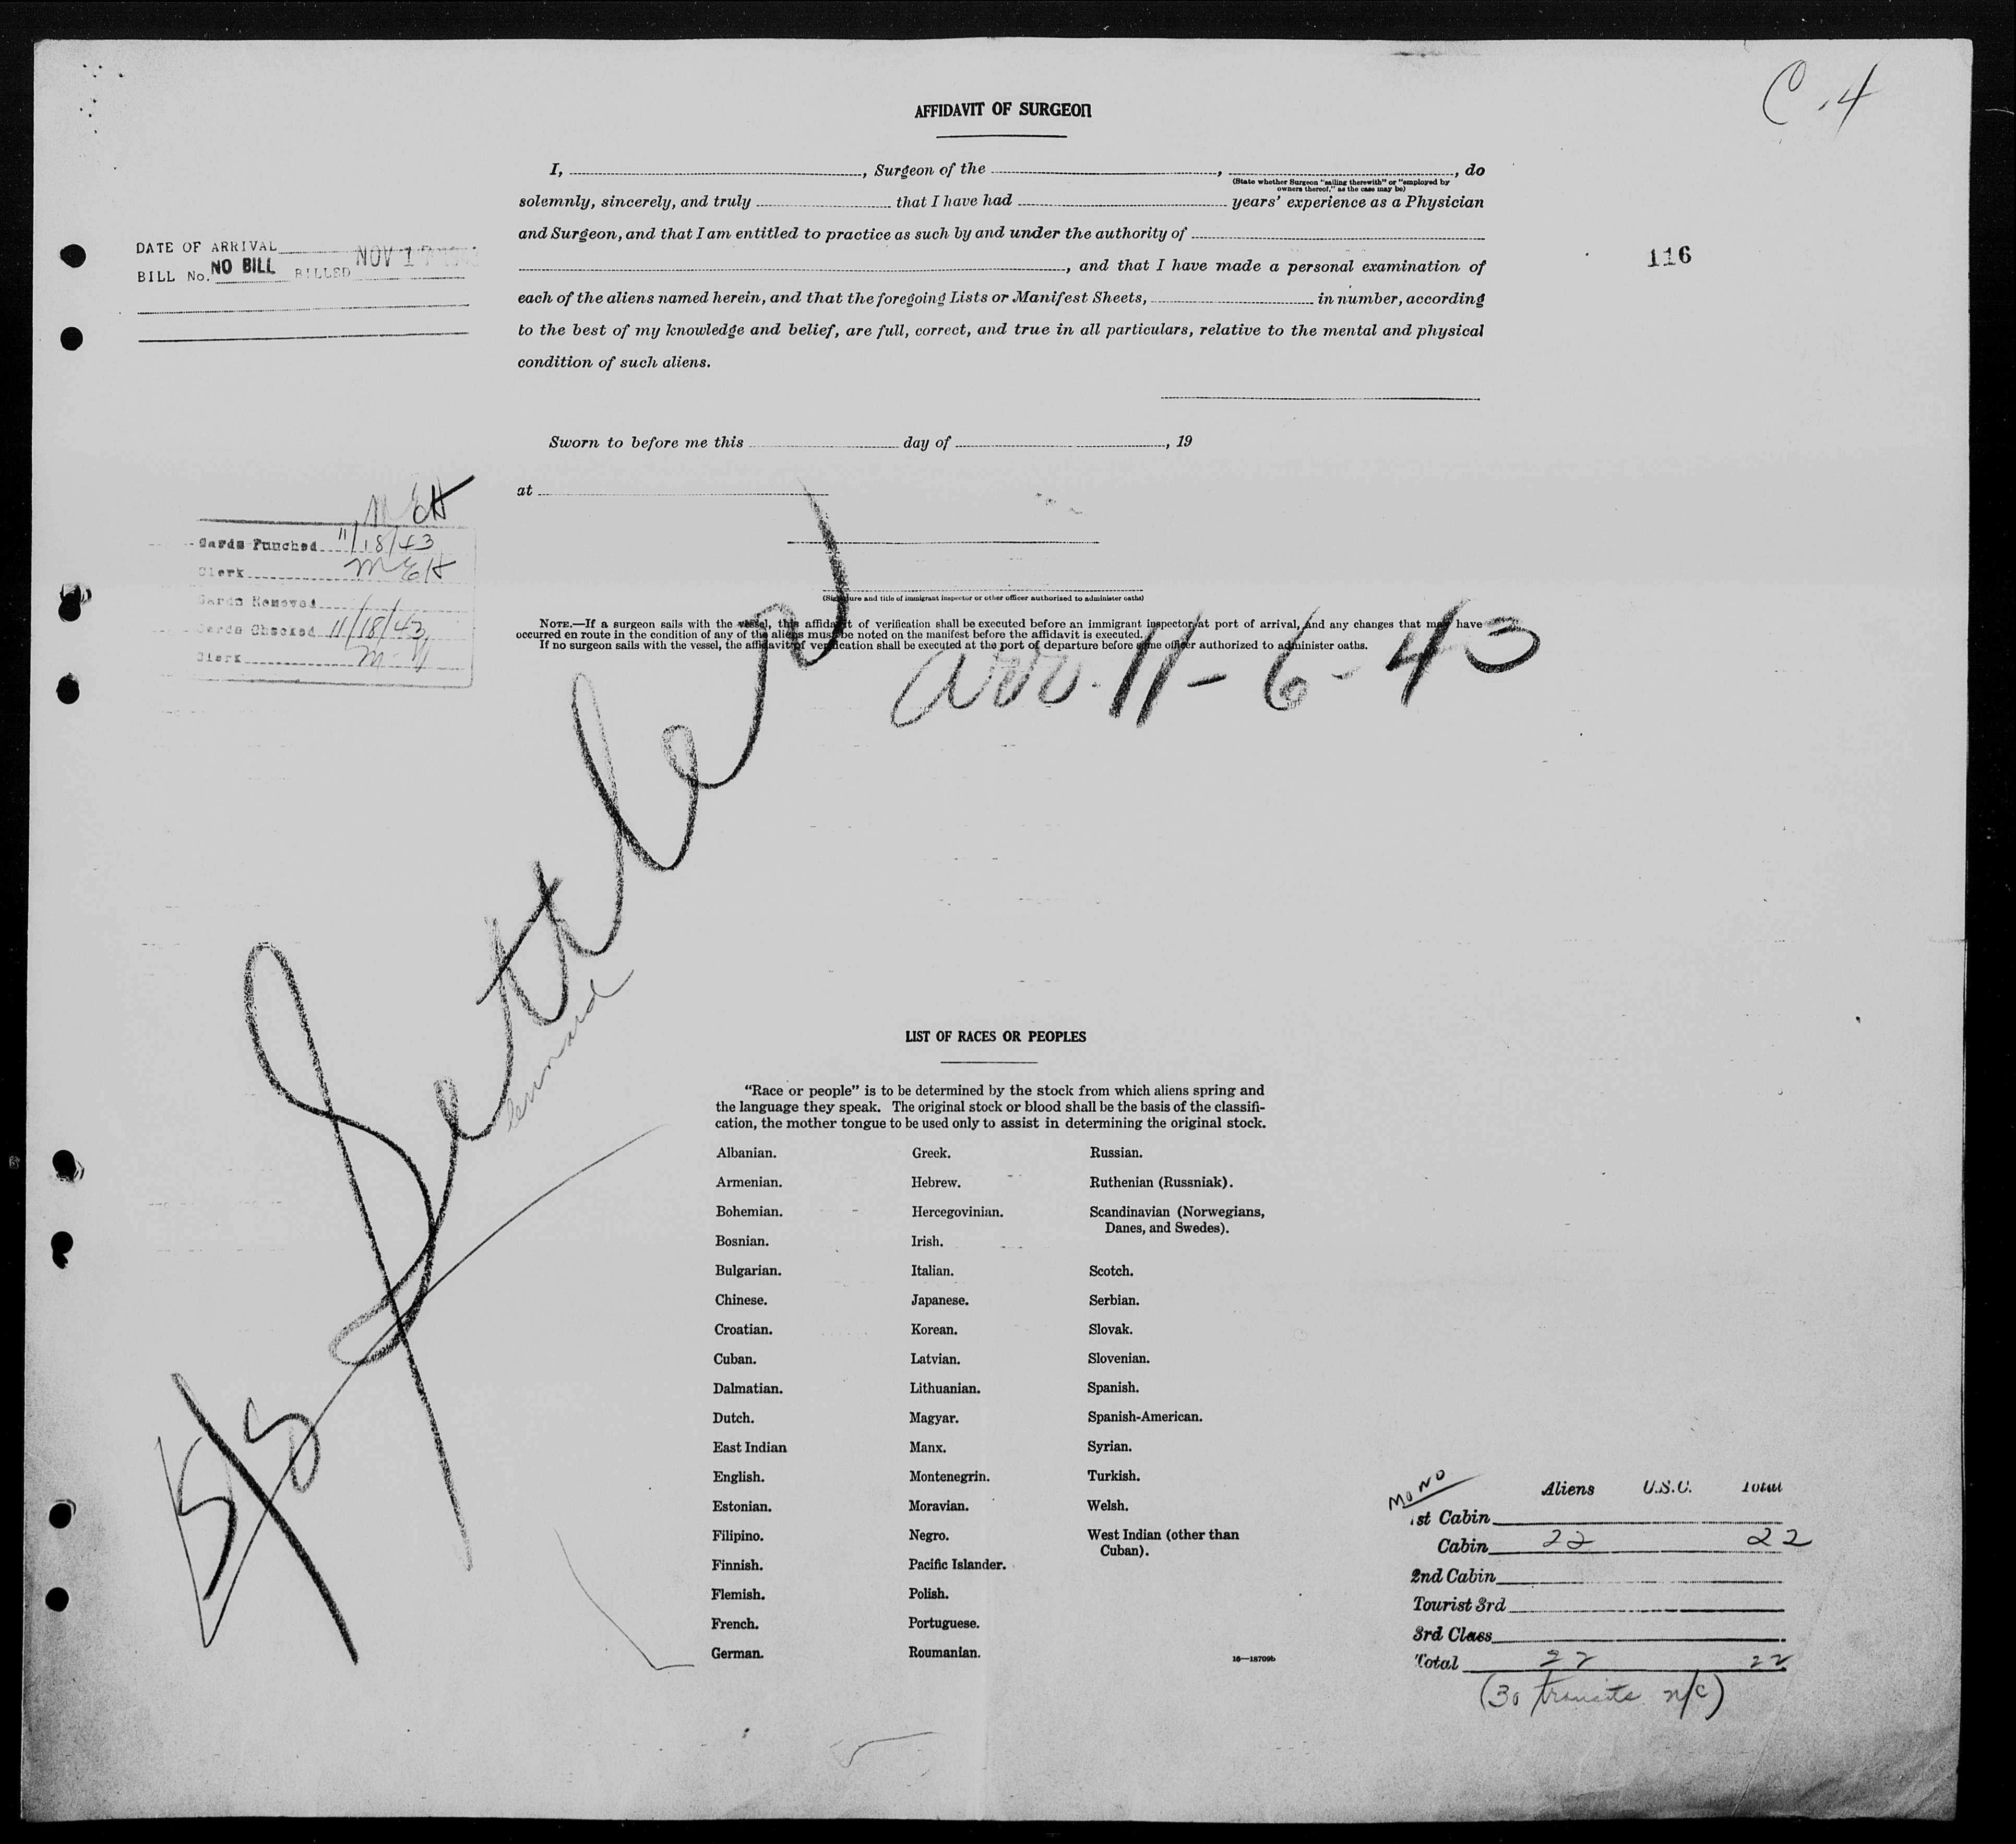 C.4
AFFIDAVIT OF SURGEON
I, , Surgeon of the , , do
(State whether Surgeon "sailing therewith" or "employed by
owners thereof," as the case may be)
solemnly, sincerely, and truly that I have had years' experience as a Physician
and Surgeon, and that I am entitled to practice as such by and under the authority of
, and that I have made a personal examination of
each of the aliens named herein, and that the foregoing Lists or Manifest Sheets, in number, according
to the best of my knowledge and belief, are full, correct, and true in all particulars, relative to the mental and physical
condition of such aliens.
DATE OF ARRIVAL
BILL No. NO BILL BILLED NOV 17
116
Sworn to before me this day of , 19
at
MEH
Cards Punched 11/18/43
Clerk MEH
Cards Removed
Cards Checked 11/18/43
Clerk
(Signature and title of immigrant inspector or other officer authorized to administer oaths)
NOTE.—If a surgeon sails with the vessel, this affidavit of verification shall be executed before an immigrant inspector at port of arrival, and any changes that may have
occurred en route in the condition of any of the aliens must be noted on the manifest before the affidavit is executed.
If no surgeon sails with the vessel, the affidavit of verification shall be executed at the port of departure before some officer authorized to administer oaths.
arr. 11-6-43
S/S
LIST OF RACES OR PEOPLES
"Race or people" is to be determined by the stock from which aliens spring and
the language they speak. The original stock or blood shall be the basis of the classifi-
cation, the mother tongue to be used only to assist in determining the original stock.
Albanian.
Armenian.
Bohemian.
Bosnian.
Bulgarian.
Chinese.
Croatian.
Cuban.
Dalmatian.
Dutch.
East Indian
English.
Estonian.
Filipino.
Finnish.
Flemish.
French.
German.
Greek.
Hebrew.
Hercegovinian.
Irish.
Italian.
Japanese.
Korean.
Latvian.
Lithuanian.
Magyar.
Manx.
Montenegrin.
Moravian.
Negro.
Pacific Islander.
Polish.
Portuguese.
Roumanian.
Russian.
Ruthenian (Russniak).
Scandinavian (Norwegians,
Danes, and Swedes).
Scotch.
Serbian.
Slovak.
Slovenian.
Spanish.
Spanish-American.
Syrian.
Turkish.
Welsh.
West Indian (other than
Cuban).
16—18709b
MONO
Aliens U.S.C. Total
1st Cabin
Cabin 22 22
2nd Cabin
Tourist 3rd
3rd Class
Total 22 22
(30 transits n/c)